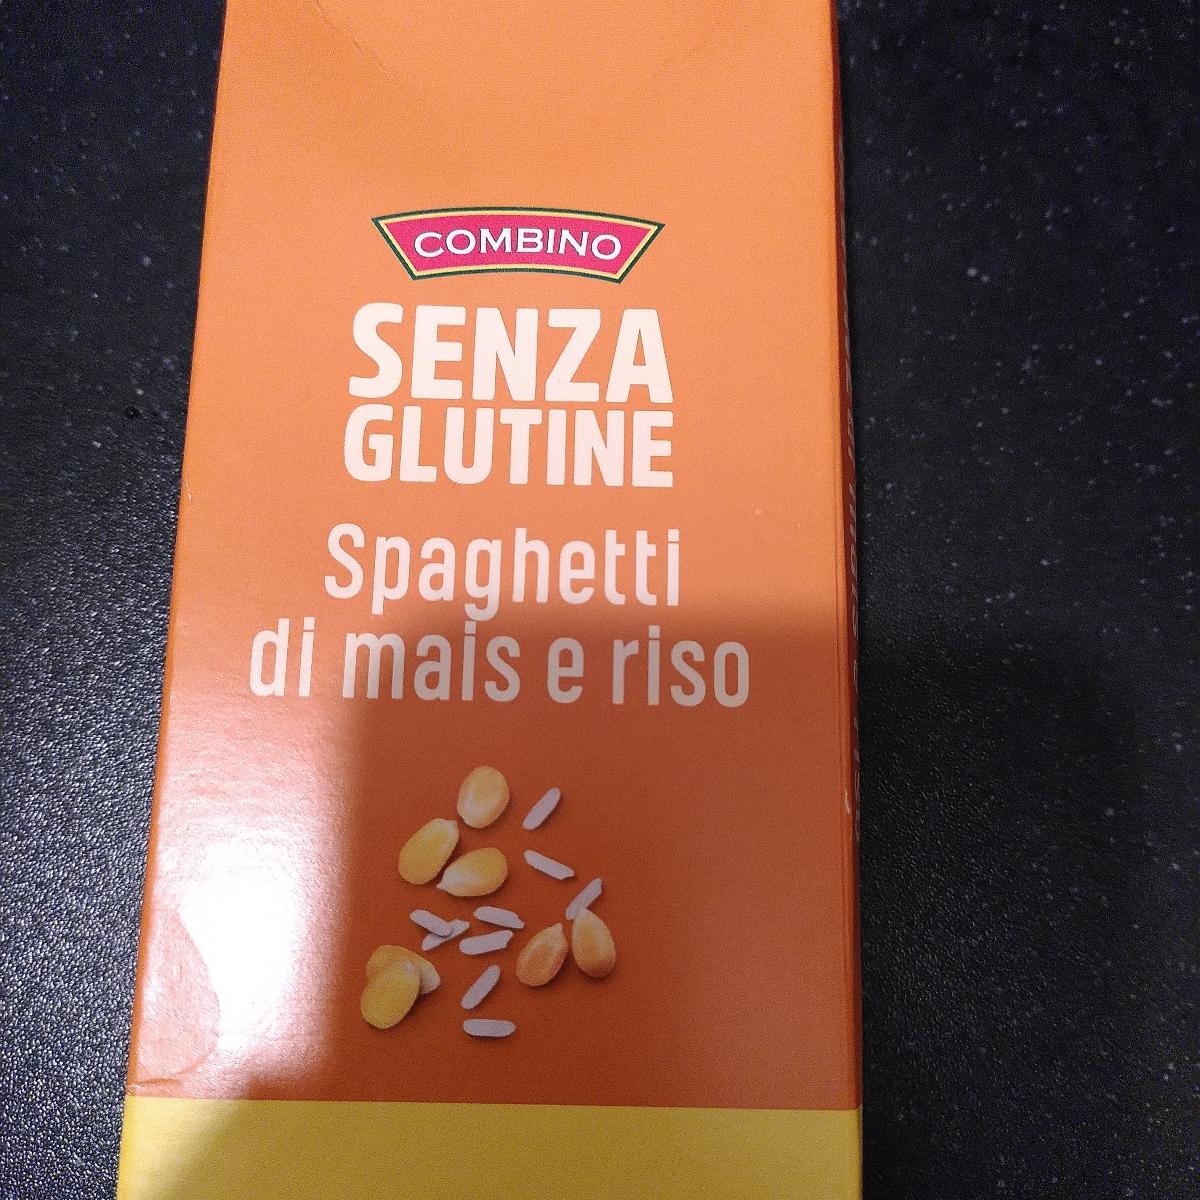 COMBINO
SENZA
GLUTINE
Spaghetti
di mais e riso